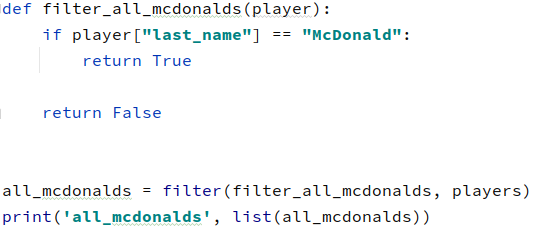 def filter_all_mcdonalds(player):
    if player["last_name"] == "McDonald":
        return True
    return False
all_mcdonalds = filter(filter_all_mcdonalds, players)
print('all_mcdonalds', list(all_mcdonalds))